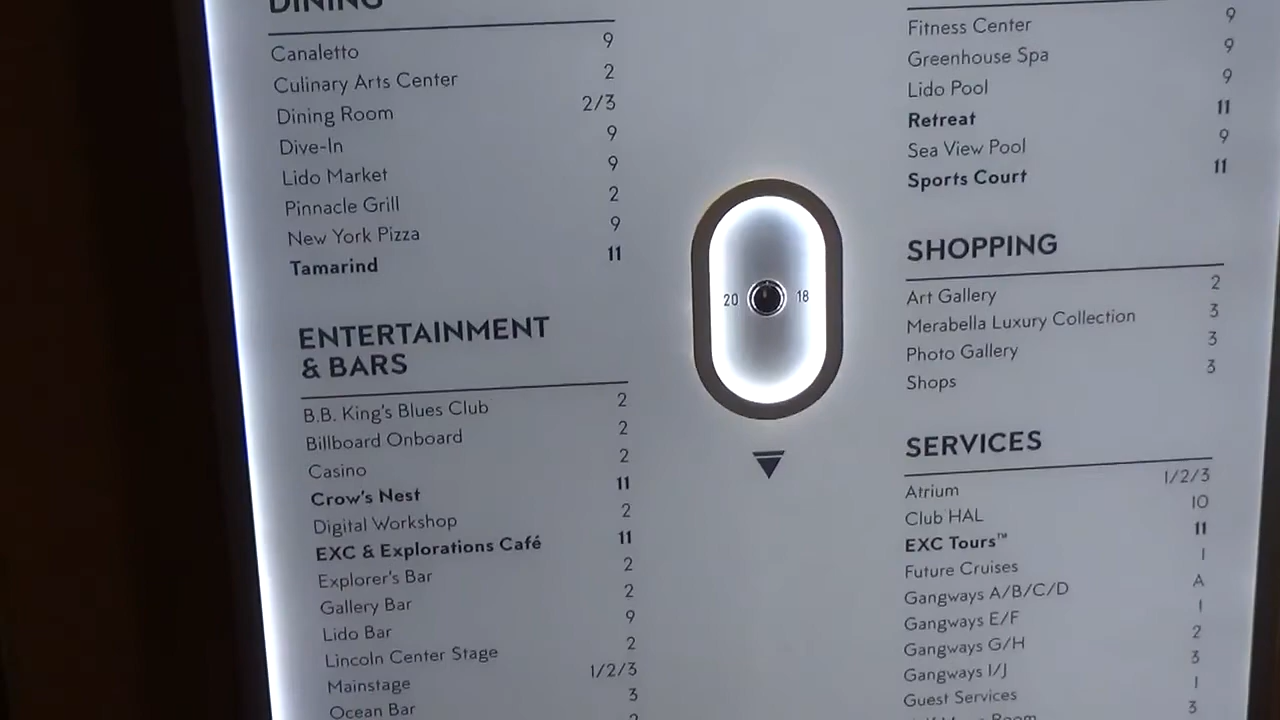 DINING
Canaletto 9
Culinary Arts Center 2
Dining Room 2/3
Dive-In 9
Lido Market 9
Pinnacle Grill 2
New York Pizza 9
Tamarind 11
ENTERTAINMENT
& BARS
B.B. King's Blues Club 2
Billboard Onboard 2
Casino 2
Crow's Nest 11
Digital Workshop 2
EXC & Explorations Café 11
Explorer's Bar 2
Gallery Bar 2
Lido Bar 9
Lincoln Center Stage 2
Mainstage 1/2/3
Ocean Bar 3
20 18
Fitness Center 9
Greenhouse Spa 9
Lido Pool 9
Retreat 11
Sea View Pool 9
Sports Court 11
SHOPPING
Art Gallery 2
Merabella Luxury Collection 3
Photo Gallery 3
Shops 3
SERVICES
Atrium 1/2/3
Club HAL 10
EXC Tours™ 11
Future Cruises 1
Gangways A/B/C/D A
Gangways E/F 1
Gangways G/H 2
Gangways I/J 3
Guest Services 1
Room 3